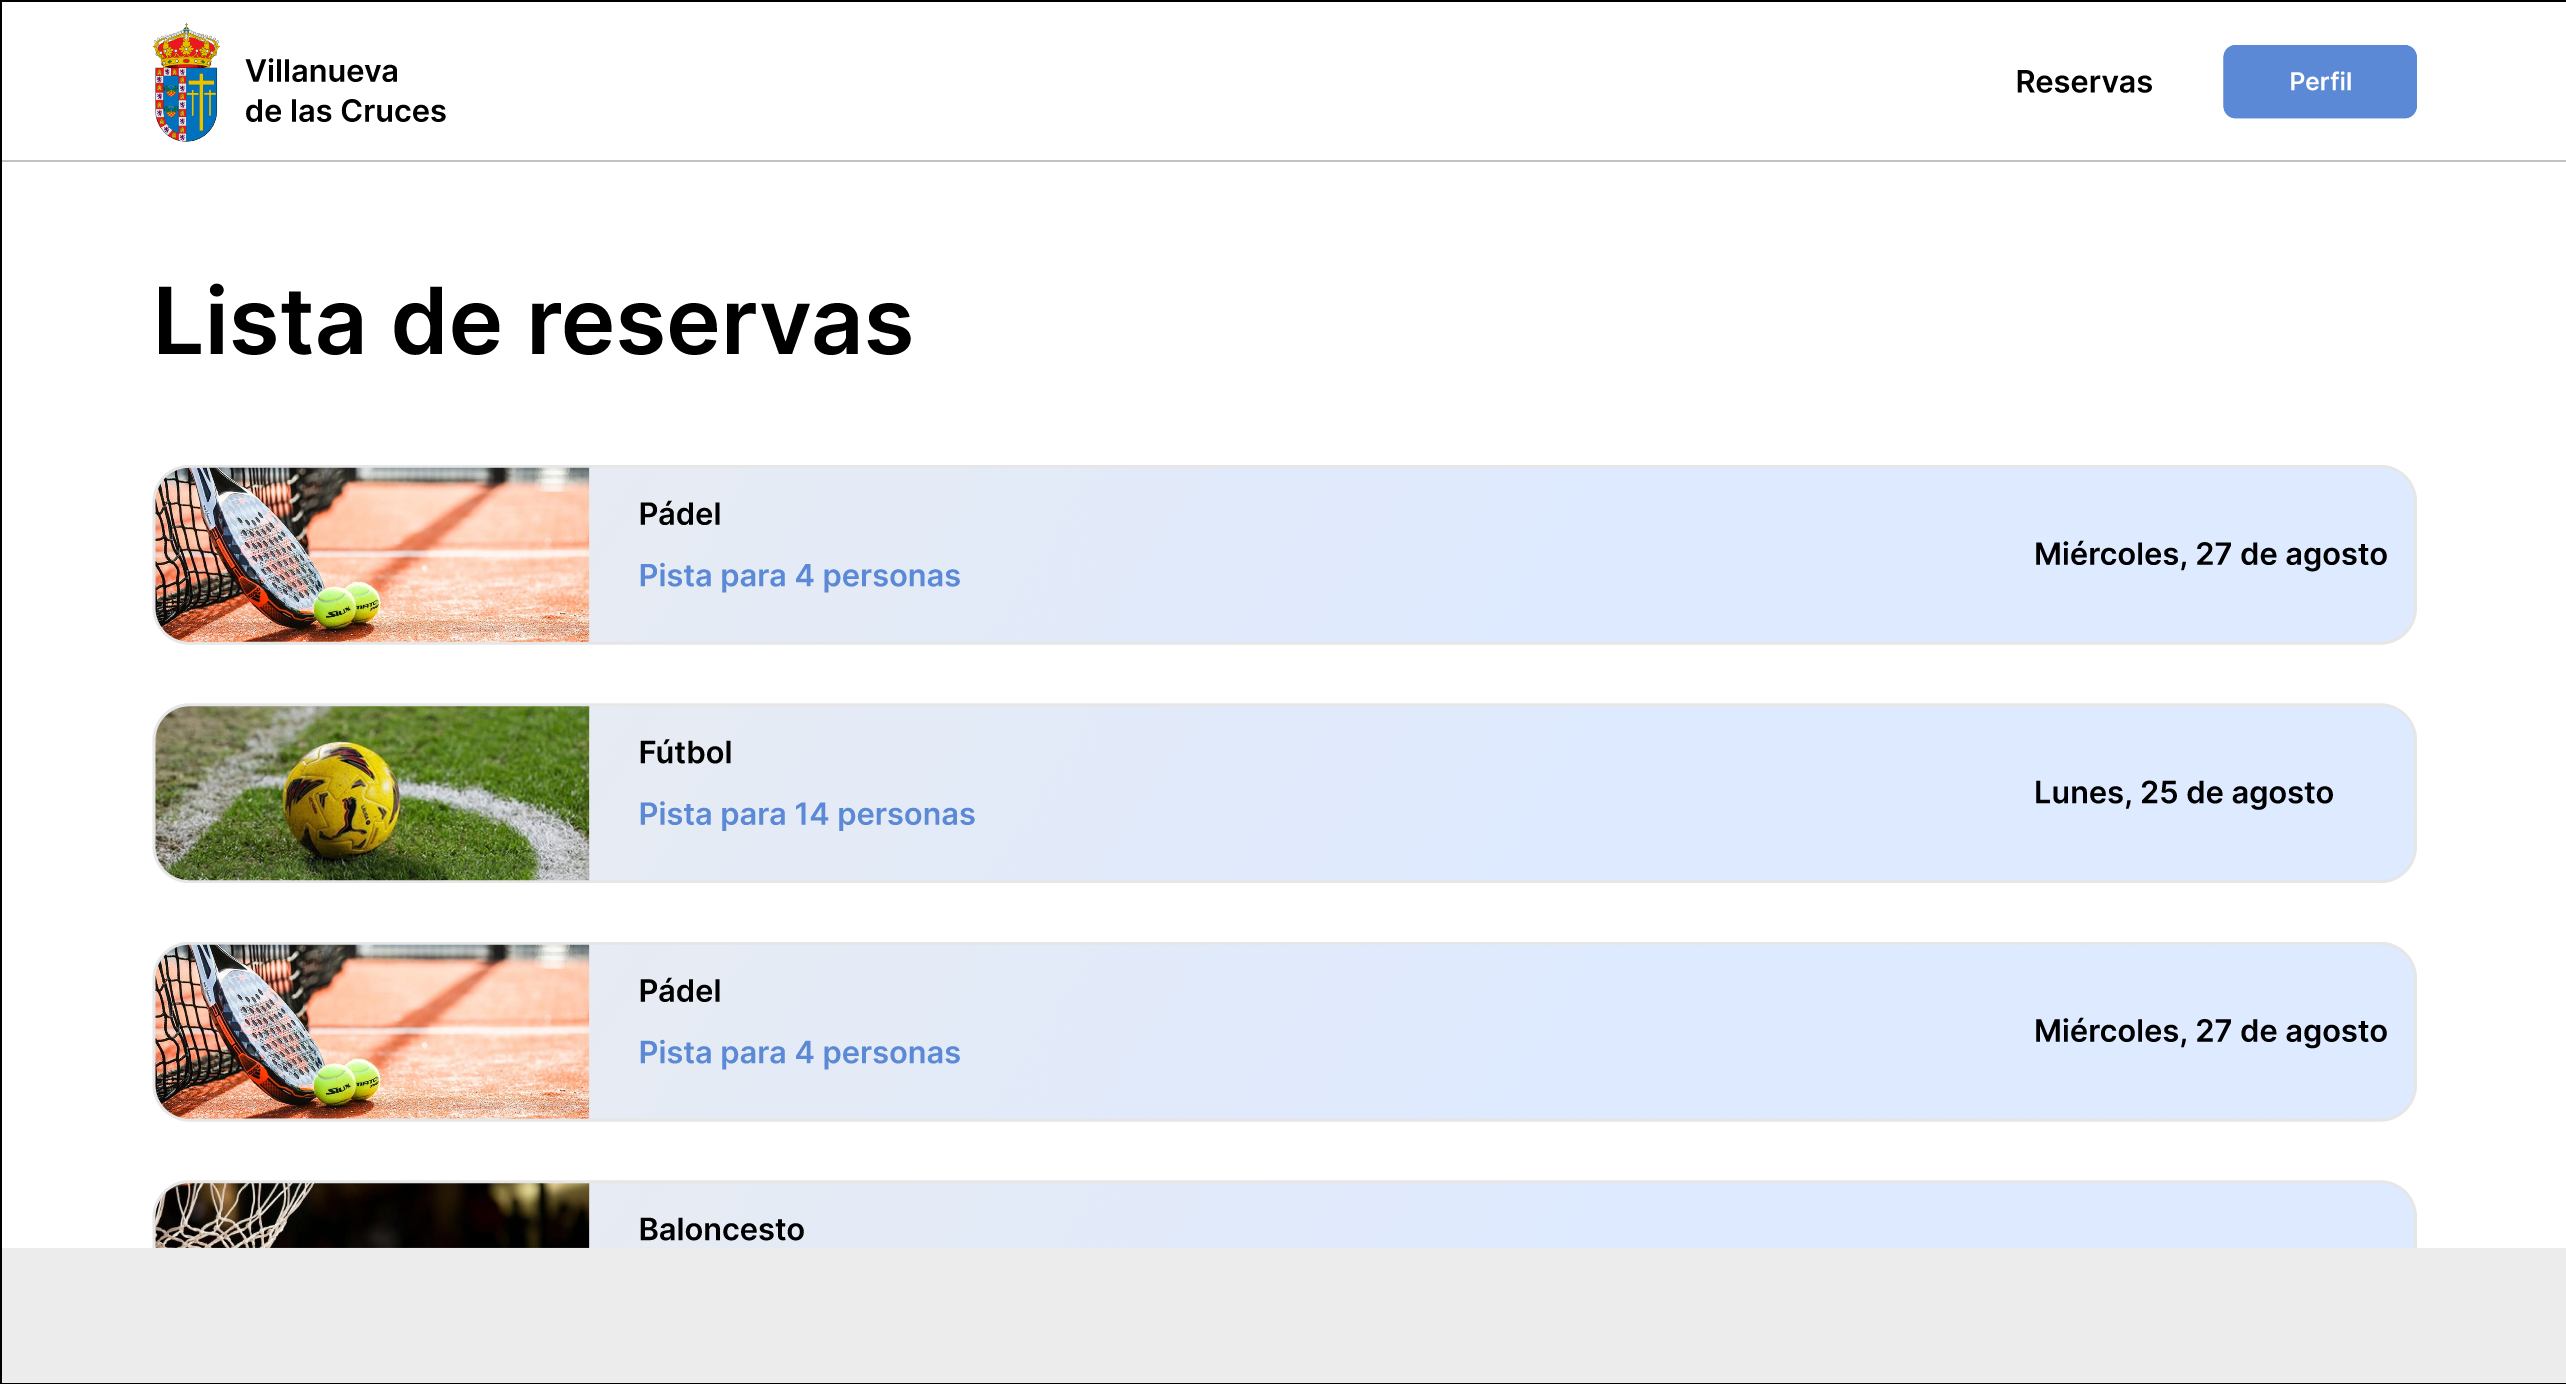 Villanueva
de las Cruces
Reservas
Perfil
Lista de reservas
Pádel
Pista para 4 personas
Miércoles, 27 de agosto
Fútbol
Pista para 14 personas
Lunes, 25 de agosto
Pádel
Pista para 4 personas
Miércoles, 27 de agosto
Baloncesto